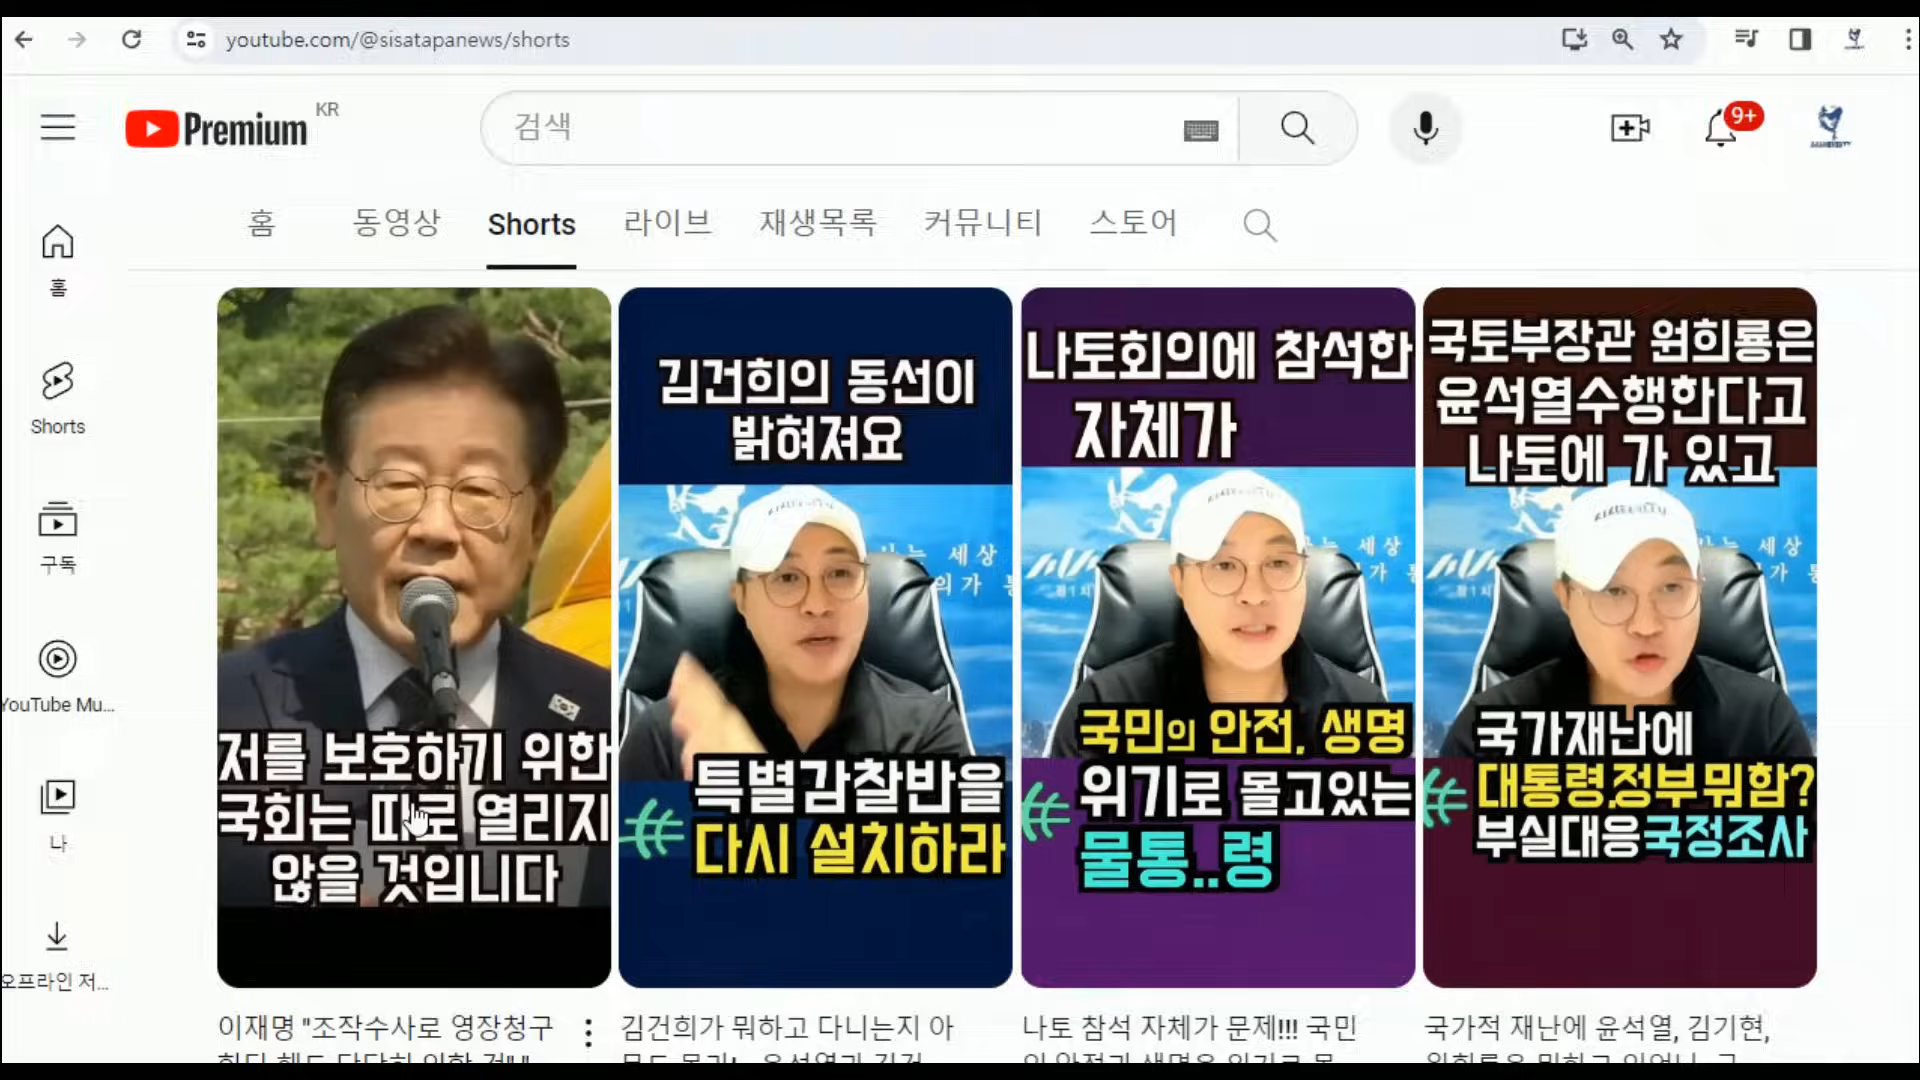 youtube.com/@sisatapanews/shorts
Premium KR
검색
9+
홈 동영상 Shorts 라이브 재생목록 커뮤니티 스토어
홈
Shorts
구독
YouTube Mu...
나
오프라인 저...
저를 보호하기 위한
국회는 따로 열리지
않을 것입니다
김건희의 동선이
밝혀져요
세상
의가
특별감찰반을
다시 설치하라
나토회의에 참석한
자체가
세상
국민의 안전, 생명
위기로 몰고있는
물통..령
국토부장관 원희룡은
윤석열수행한다고
나토에 가 있고
세상
국가재난에
대통령,정부뭐함?
부실대응국정조사
이재명 "조작수사로 영장청구
김건희가 뭐하고 다니는지 아
나토 참석 자체가 문제!!! 국민
국가적 재난에 윤석열, 김기현,